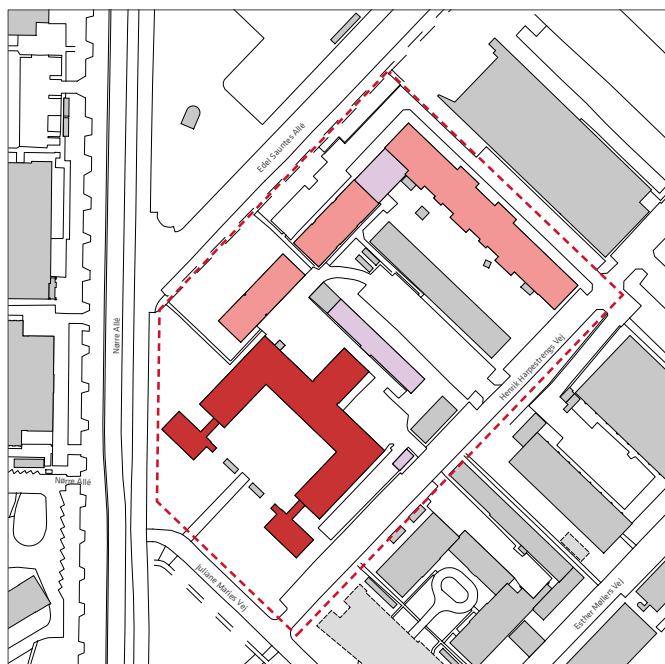 Edel Sauntes Allé
Nørre Allé
Henrik Harpestrengs Vej
Nørre Allé
Juliane Maries Vej
Esther Møllers Vej